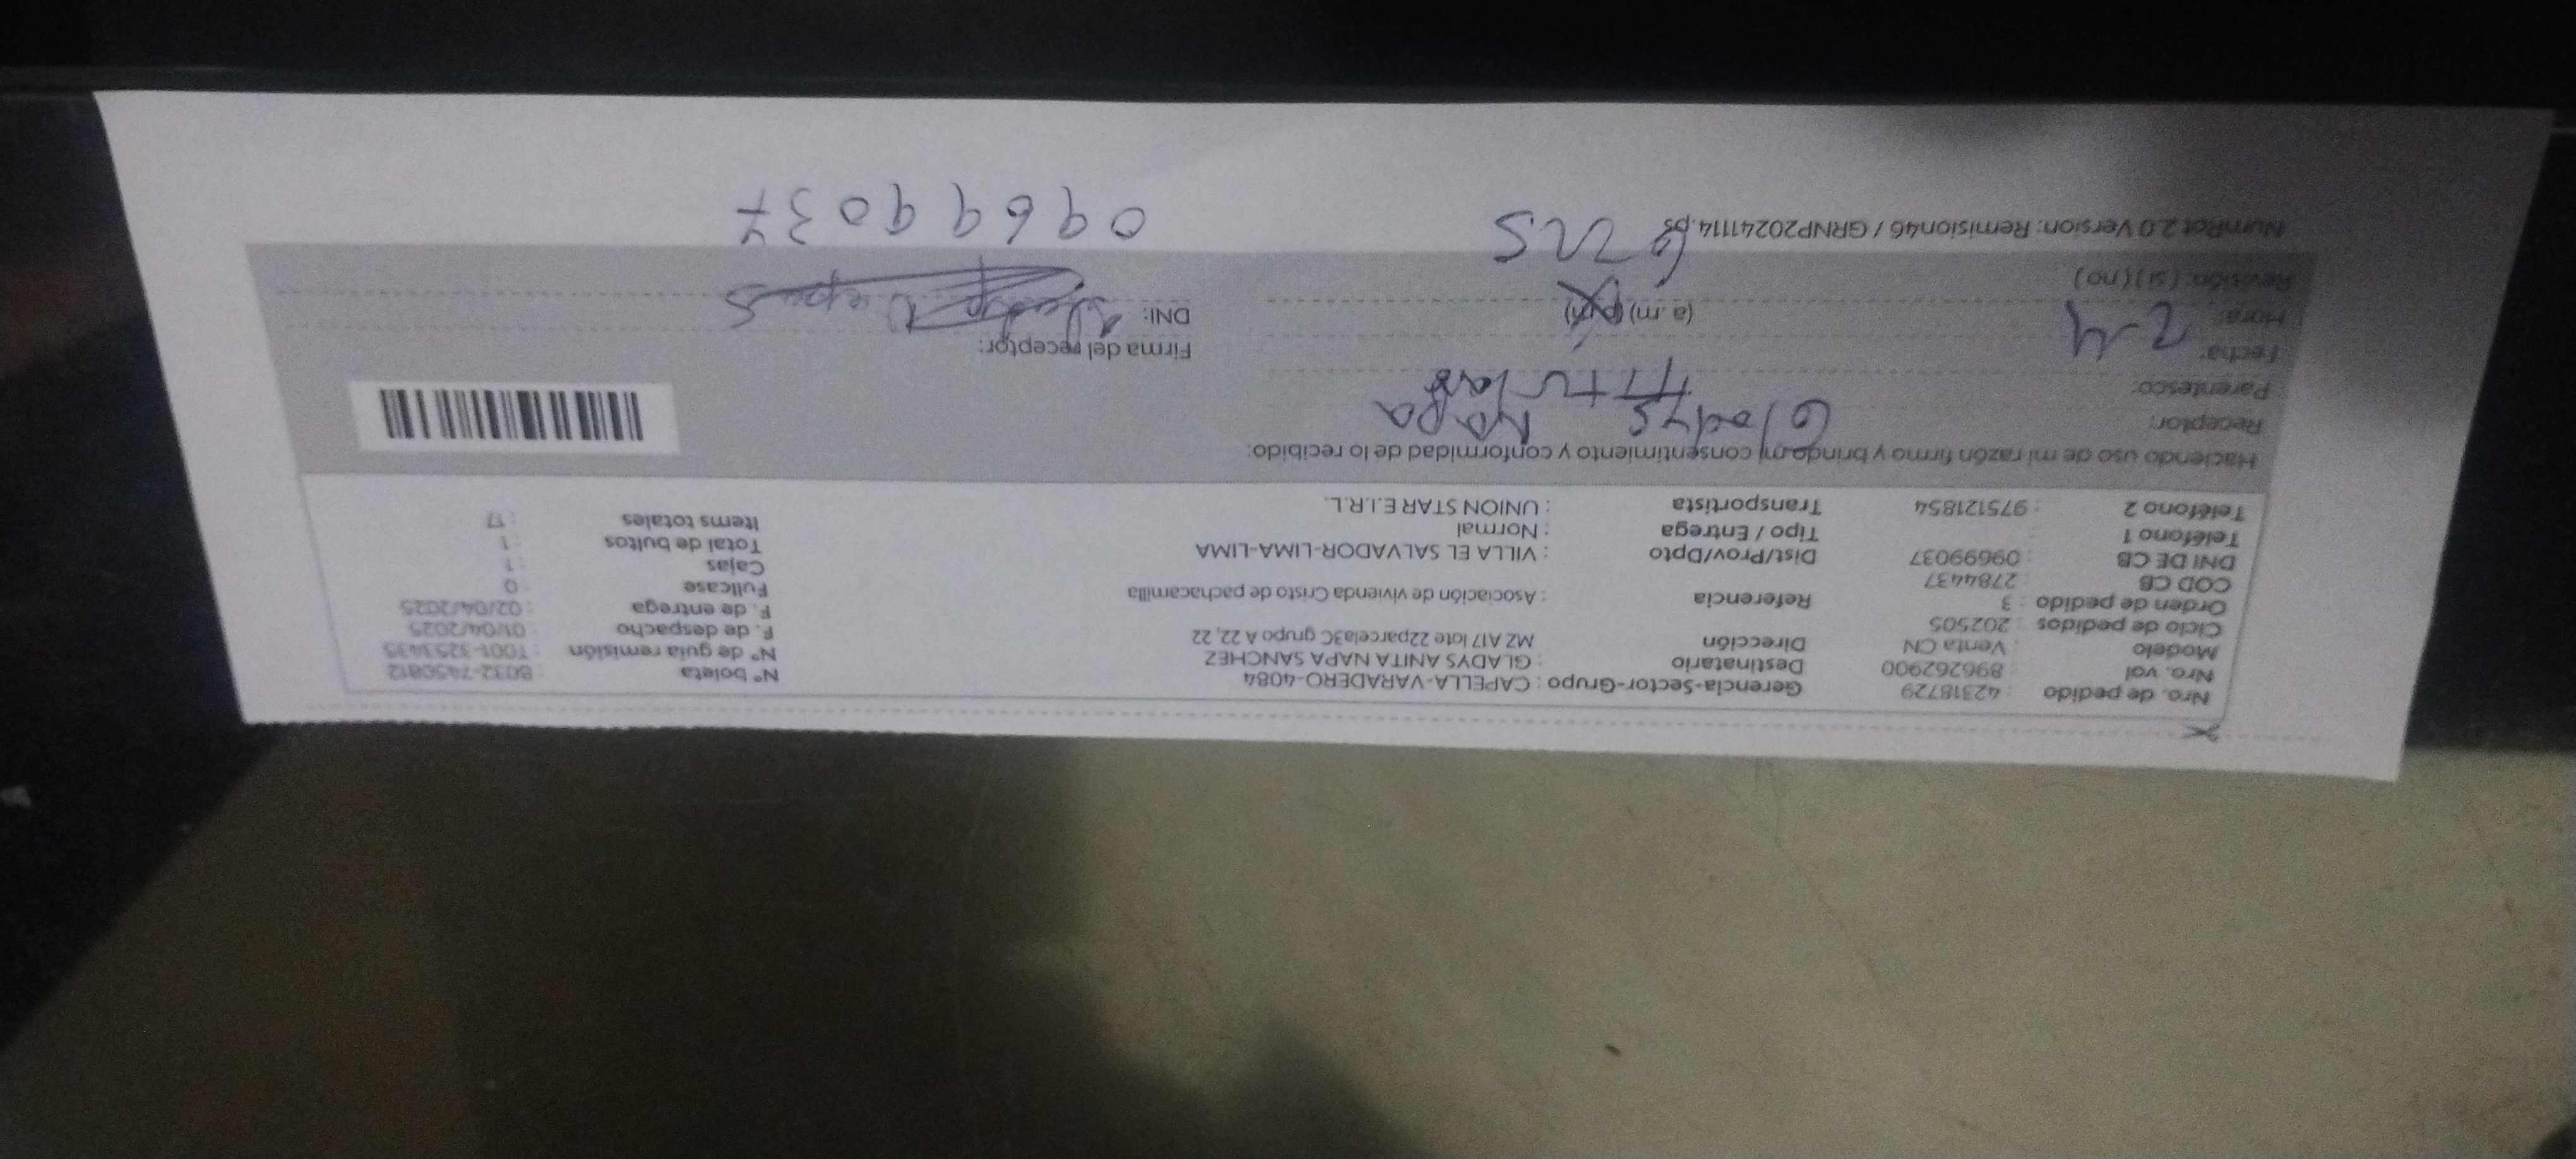 Nro. de pedido : 42318729 Gerencia-Sector-Grupo : CAPELLA-VARADERO-4084 N° boleta : B032-7450812
Nro. val : 896262900 Destinatario : GLADYS ANITA NAPA SANCHEZ N° de guia remisión : T001-3253435
Modelo : Venta CN Dirección MZ A17 lote 22parcela3C grupo A 22, 22 F. de despacho : 01/04/2025
Ciclo de pedidos : 202505 F. de entrega : 02/04/2025
Orden de pedido : 3 Referencia : Asociación de vivienda Cristo de pachacamilla Fullcase : 0
COD CB : 2784437 Cajas : 1
DNI DE CB : 09699037 Dist/Prov/Dpto : VILLA EL SALVADOR-LIMA-LIMA Total de bultos : 1
Teléfono 1 : Tipo / Entrega : Normal Items totales : 17
Teléfono 2 : 975121854 Transportista : UNION STAR E.I.R.L.
Haciendo uso de mi razón firmo y brindo mi consentimiento y conformidad de lo recibido:
Receptor: Gladys Napa
Parentesco: Titular
Fecha: 2-4 Firma del receptor:
Hora: (a.m) (p.m) DNI:
Revisión: (si) (no)
NumRot 2.0 Version: Remision46 / GRNP20241114.ps
09699037